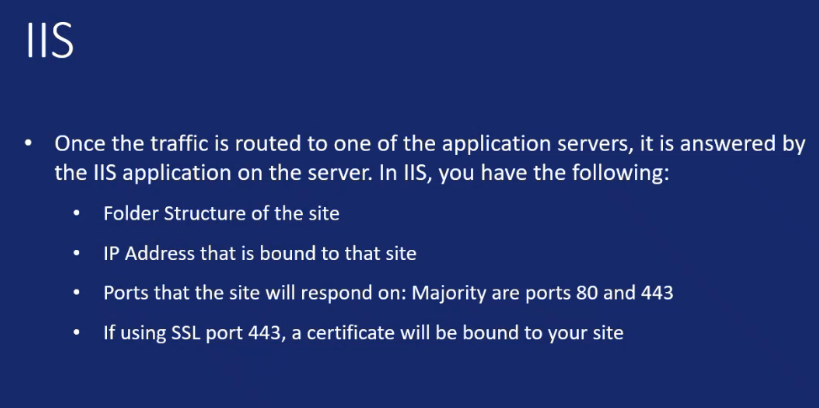 IIS
• Once the traffic is routed to one of the application servers, it is answered by
the IIS application on the server. In IIS, you have the following:
• Folder Structure of the site
• IP Address that is bound to that site
• Ports that the site will respond on: Majority are ports 80 and 443
• If using SSL port 443, a certificate will be bound to your site